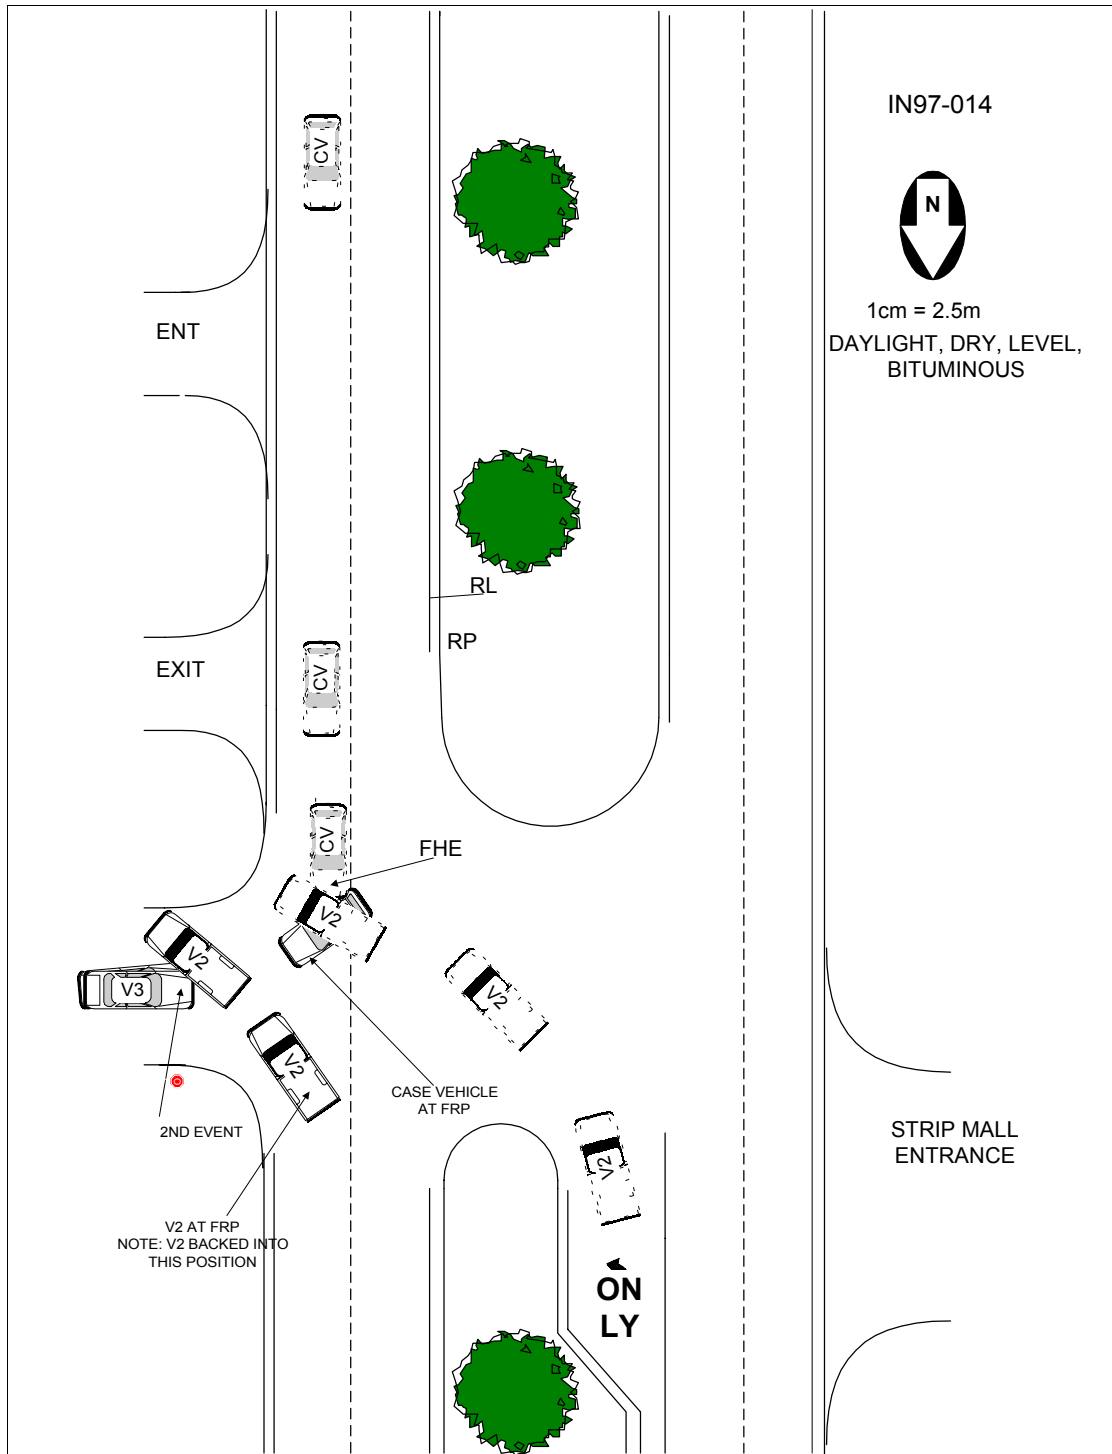 IN97-014
N
1cm = 2.5m
DAYLIGHT, DRY, LEVEL,
BITUMINOUS
CV
ENT
RL
RP
EXIT
CV
CV
FHE
V2
V2
V3
V2
V2
CASE VEHICLE
AT FRP
2ND EVENT
V2
STRIP MALL
ENTRANCE
V2 AT FRP
NOTE: V2 BACKED INTO
THIS POSITION
ON
LY